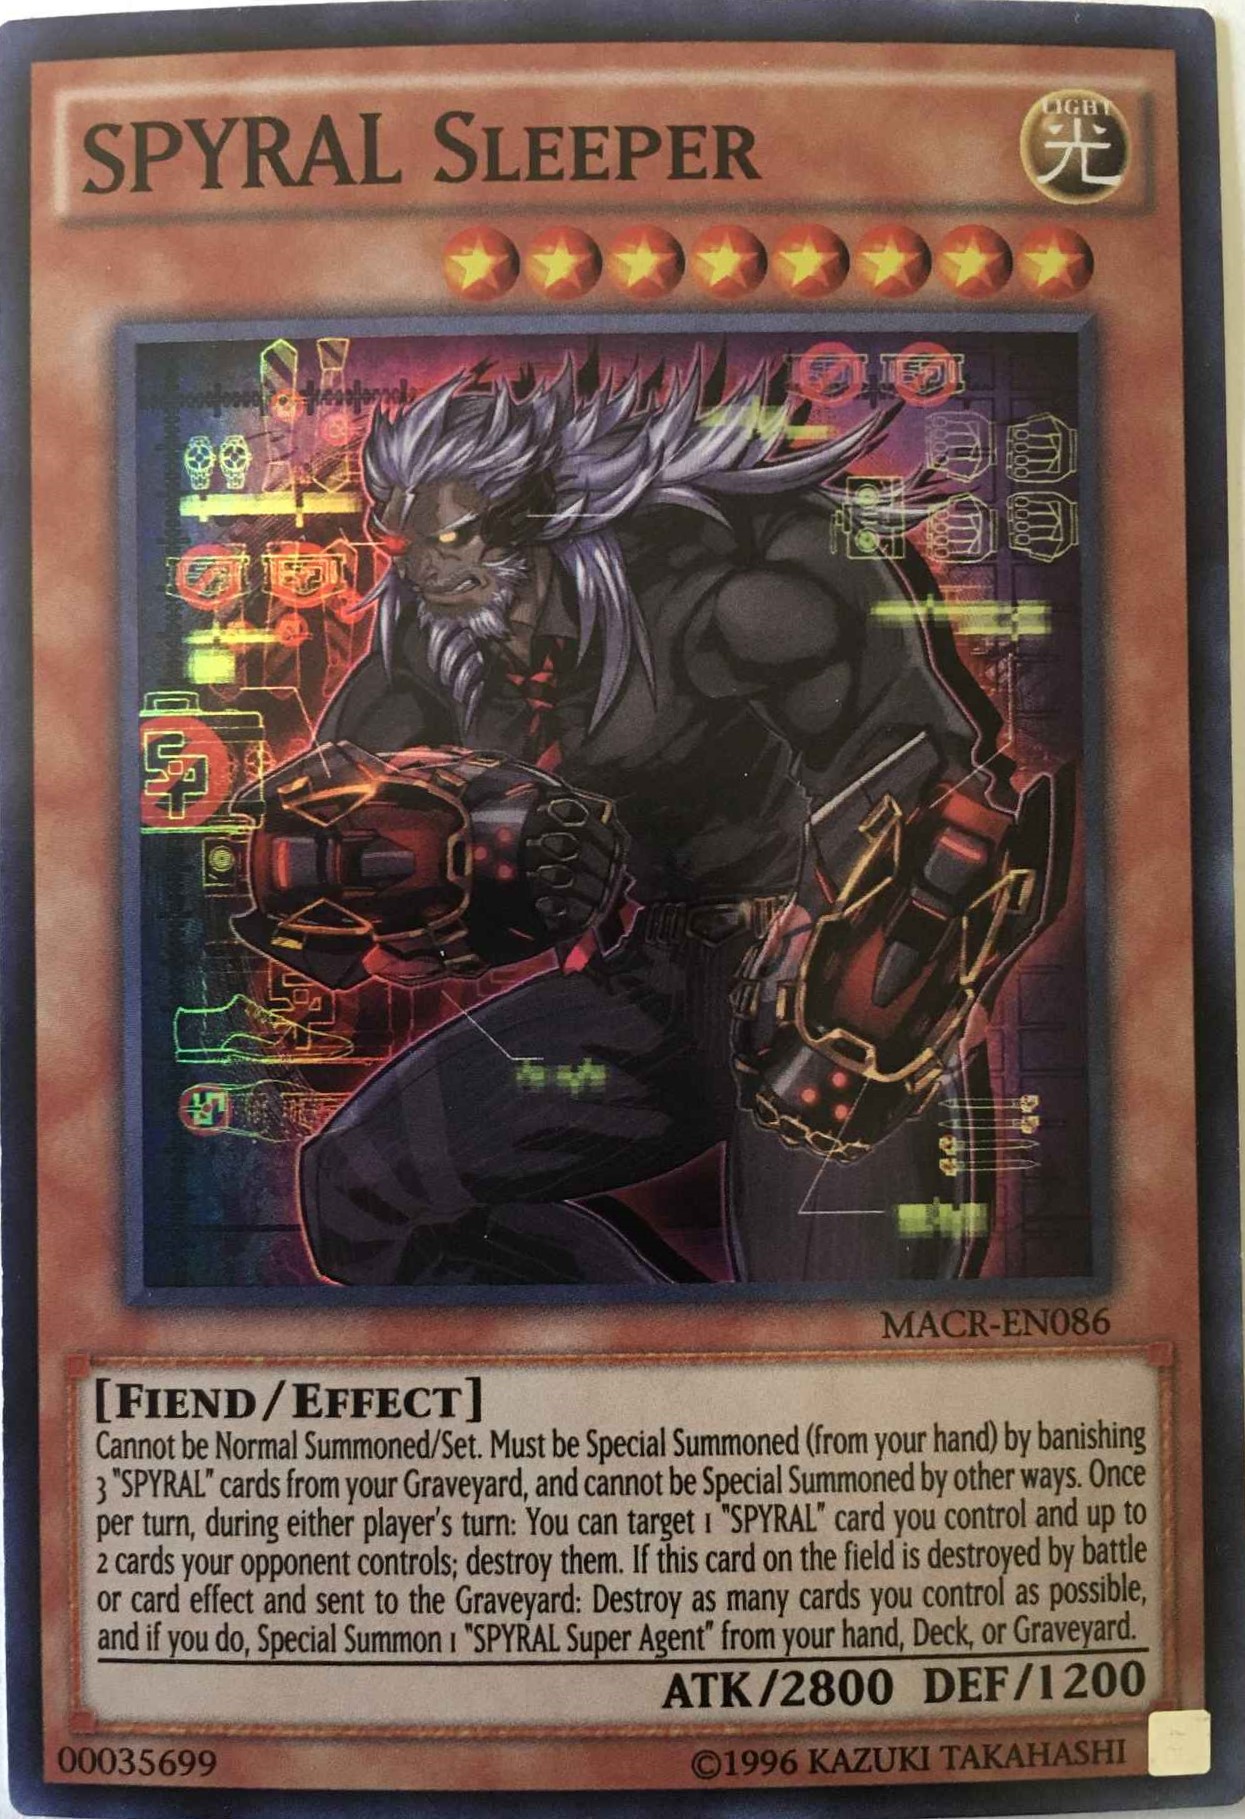 SPYRAL SLEEPER
LIGHT
光
MACR-EN086
[FIEND/EFFECT]
Cannot be Normal Summoned/Set. Must be Special Summoned (from your hand) by banishing
3 "SPYRAL" cards from your Graveyard, and cannot be Special Summoned by other ways. Once
per turn, during either player's turn: You can target 1 "SPYRAL" card you control and up to
2 cards your opponent controls; destroy them. If this card on the field is destroyed by battle
or card effect and sent to the Graveyard: Destroy as many cards you control as possible,
and if you do, Special Summon 1 "SPYRAL Super Agent" from your hand, Deck, or Graveyard.
ATK/2800 DEF/1200
00035699
©1996 KAZUKI TAKAHASHI